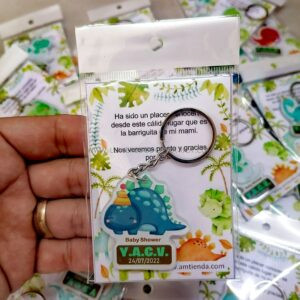 Ha sido un placer
desde este cálido lugar que es
la barriguita mi mami.
Nos veremos pronto y gracias
por
Baby Shower
Y.A.G.V.
24/07/2022
amtienda.com